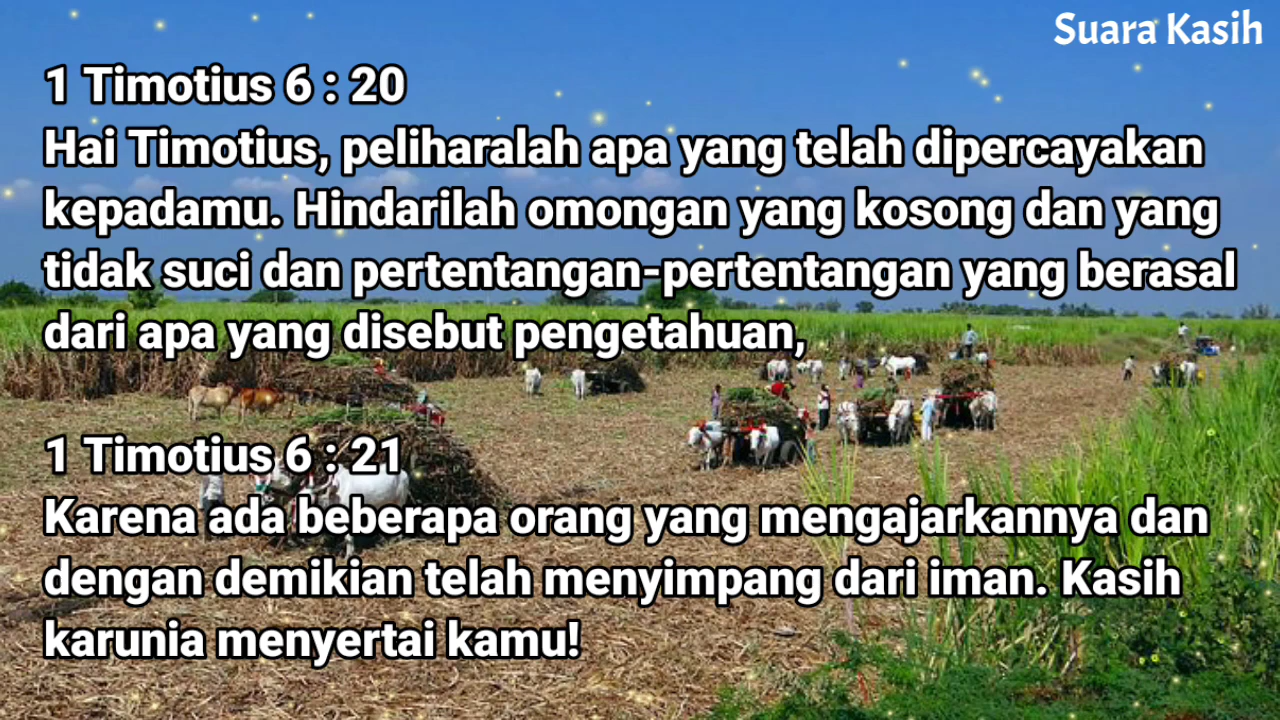 Suara Kasih
1 Timotius 6 : 20
Hai Timotius, peliharalah apa yang telah dipercayakan
kepadamu. Hindarilah omongan yang kosong dan yang
tidak suci dan pertentangan-pertentangan yang berasal
dari apa yang disebut pengetahuan,
1 Timotius 6 : 21
Karena ada beberapa orang yang mengajarkannya dan
dengan demikian telah menyimpang dari iman. Kasih
karunia menyertai kamu!